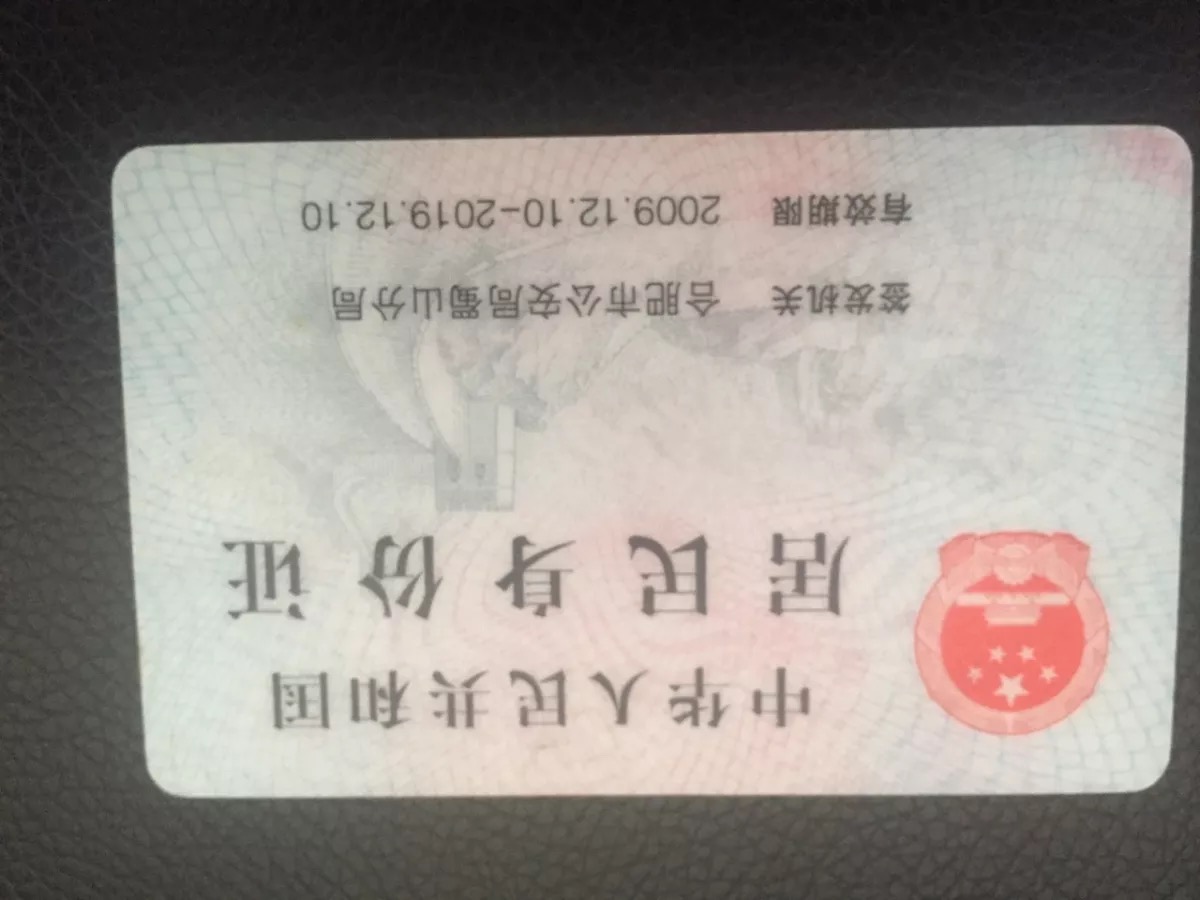 中华人民共和国
居民身份证
签发机关 合肥市公安局蜀山分局
有效期限 2009.12.10-2019.12.10